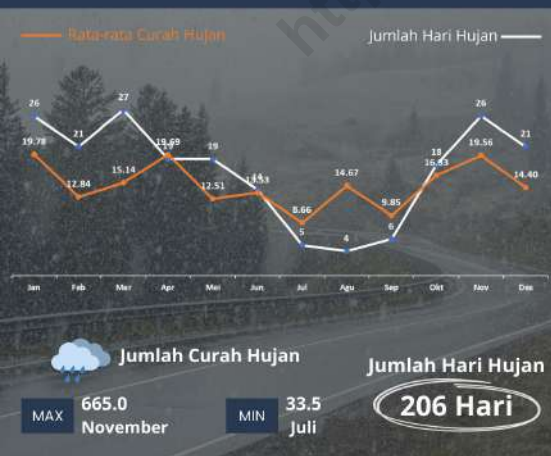 Rata-rata Curah Hujan
Jumlah Hari Hujan
26
21
27
19
19
14
5
4
6
18
26
21
19.78
12.84
15.14
19.69
12.51
8.66
14.67
9.85
16.33
19.56
14.40
Jan Feb Mar Apr Mei Jun Jul Agu Sep Okt Nov Des
Jumlah Curah Hujan
MAX 665.0 November
MIN 33.5 Juli
Jumlah Hari Hujan
206 Hari